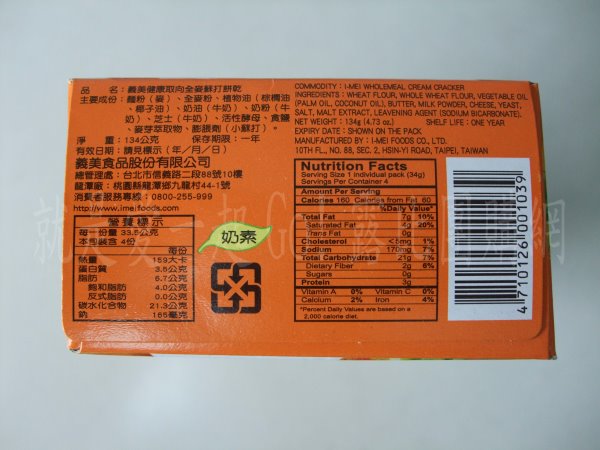 品　名：義美健康取向全麥蘇打餅乾
主要成份：麵粉（麥）、全麥粉、植物油（棕櫚油
、椰子油）、奶油（牛奶）、奶粉（牛
奶）、芝士（牛奶）、活性酵母、食鹽
、麥芽萃取物、膨脹劑（小蘇打）。
淨　重：134公克　保存期限：一年
有效日期：請見標示（年／月／日）
義美食品股份有限公司
總管理處：台北市信義路二段88號10樓
龍潭廠：桃園縣龍潭鄉九龍村44-1號
消費者服務專線：0800-255-999
http://www.imeifoods.com.tw
營養標示
每一份量 33.5公克
本包裝含 4份
每份
熱量 159大卡
蛋白質 3.5公克
脂肪 6.7公克
飽和脂肪 4.0公克
反式脂肪 0.0公克
碳水化合物 21.3公克
鈉 165毫克
奶素
COMMODITY : I-MEI WHOLEMEAL CREAM CRACKER
INGREDIENTS : WHEAT FLOUR, WHOLE WHEAT FLOUR, VEGETABLE OIL
(PALM OIL, COCONUT OIL), BUTTER, MILK POWDER, CHEESE, YEAST,
SALT, MALT EXTRACT, LEAVENING AGENT (SODIUM BICARBONATE).
NET WEIGHT : 134g (4.73 oz.) SHELF LIFE : ONE YEAR
EXPIRY DATE : SHOWN ON THE PACK
MANUFACTURED BY : I-MEI FOODS CO., LTD.
10TH FL., NO. 88, SEC. 2, HSIN-YI ROAD, TAIPEI, TAIWAN
Nutrition Facts
Serving Size 1 Individual pack (34g)
Servings Per Container 4
Amount Per Serving
Calories 160 Calories from Fat 60
%Daily Value*
Total Fat 7g 10%
Saturated Fat 4g 20%
Trans Fat 0g
Cholesterol <5mg 1%
Sodium 170mg 7%
Total Carbohydrate 21g 7%
Dietary Fiber 2g 8%
Sugars 0g
Protein 3g
Vitamin A 0% Vitamin C 0%
Calcium 2% Iron 4%
*Percent Daily Values are based on a
2,000 calorie diet.
4 710126 001039